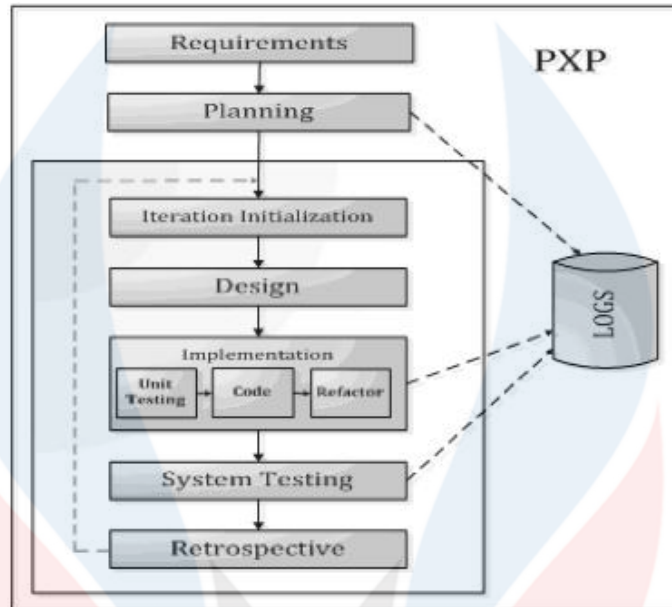 Requirements
PXP
Planning
Iteration Initialization
Design
LOGS
Implementation
Unit
Testing
Code
Refactor
System Testing
Retrospective